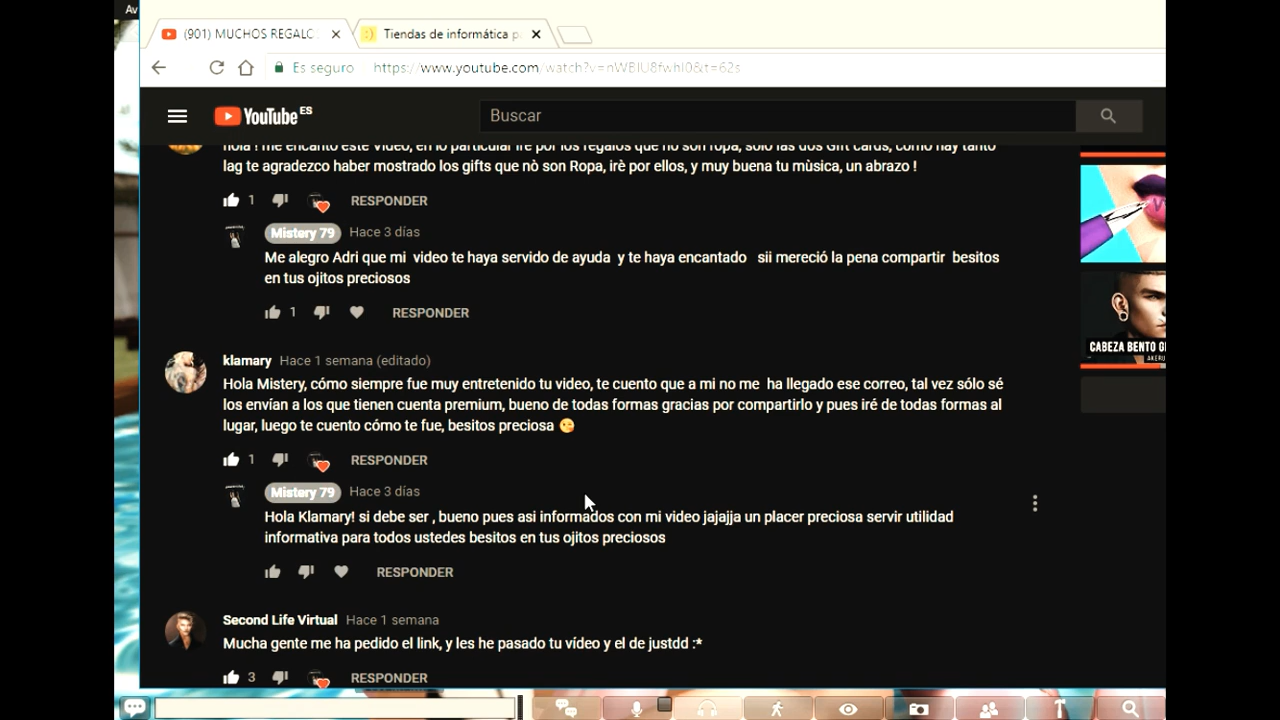 Av
(901) MUCHOS REGALC
Tiendas de informática p
Es seguro https://www.youtube.com/watch?v=nWBIU8fwhI0&t=62s
YouTube ES
Buscar
hola ! me encantó este Video, en lo particular iré por los regalos que no son ropa, sólo las dos Gift cards, como hay tanto
lag te agradezco haber mostrado los gifts que nò son Ropa, irè por ellos, y muy buena tu mùsica, un abrazo !
1 RESPONDER
Mistery 79 Hace 3 días
Me alegro Adri que mi video te haya servido de ayuda y te haya encantado sii mereció la pena compartir besitos
en tus ojitos preciosos
1 RESPONDER
klamary Hace 1 semana (editado)
Hola Mistery, cómo siempre fue muy entretenido tu video, te cuento que a mi no me ha llegado ese correo, tal vez sólo sé
los envían a los que tienen cuenta premium, bueno de todas formas gracias por compartirlo y pues iré de todas formas al
lugar, luego te cuento cómo te fue, besitos preciosa
1 RESPONDER
Mistery 79 Hace 3 días
Hola Klamary! si debe ser , bueno pues asi informados con mi video jajajja un placer preciosa servir utilidad
informativa para todos ustedes besitos en tus ojitos preciosos
RESPONDER
Second Life Virtual Hace 1 semana
Mucha gente me ha pedido el link, y les he pasado tu vídeo y el de justdd :*
3 RESPONDER
CABEZA BENTO G